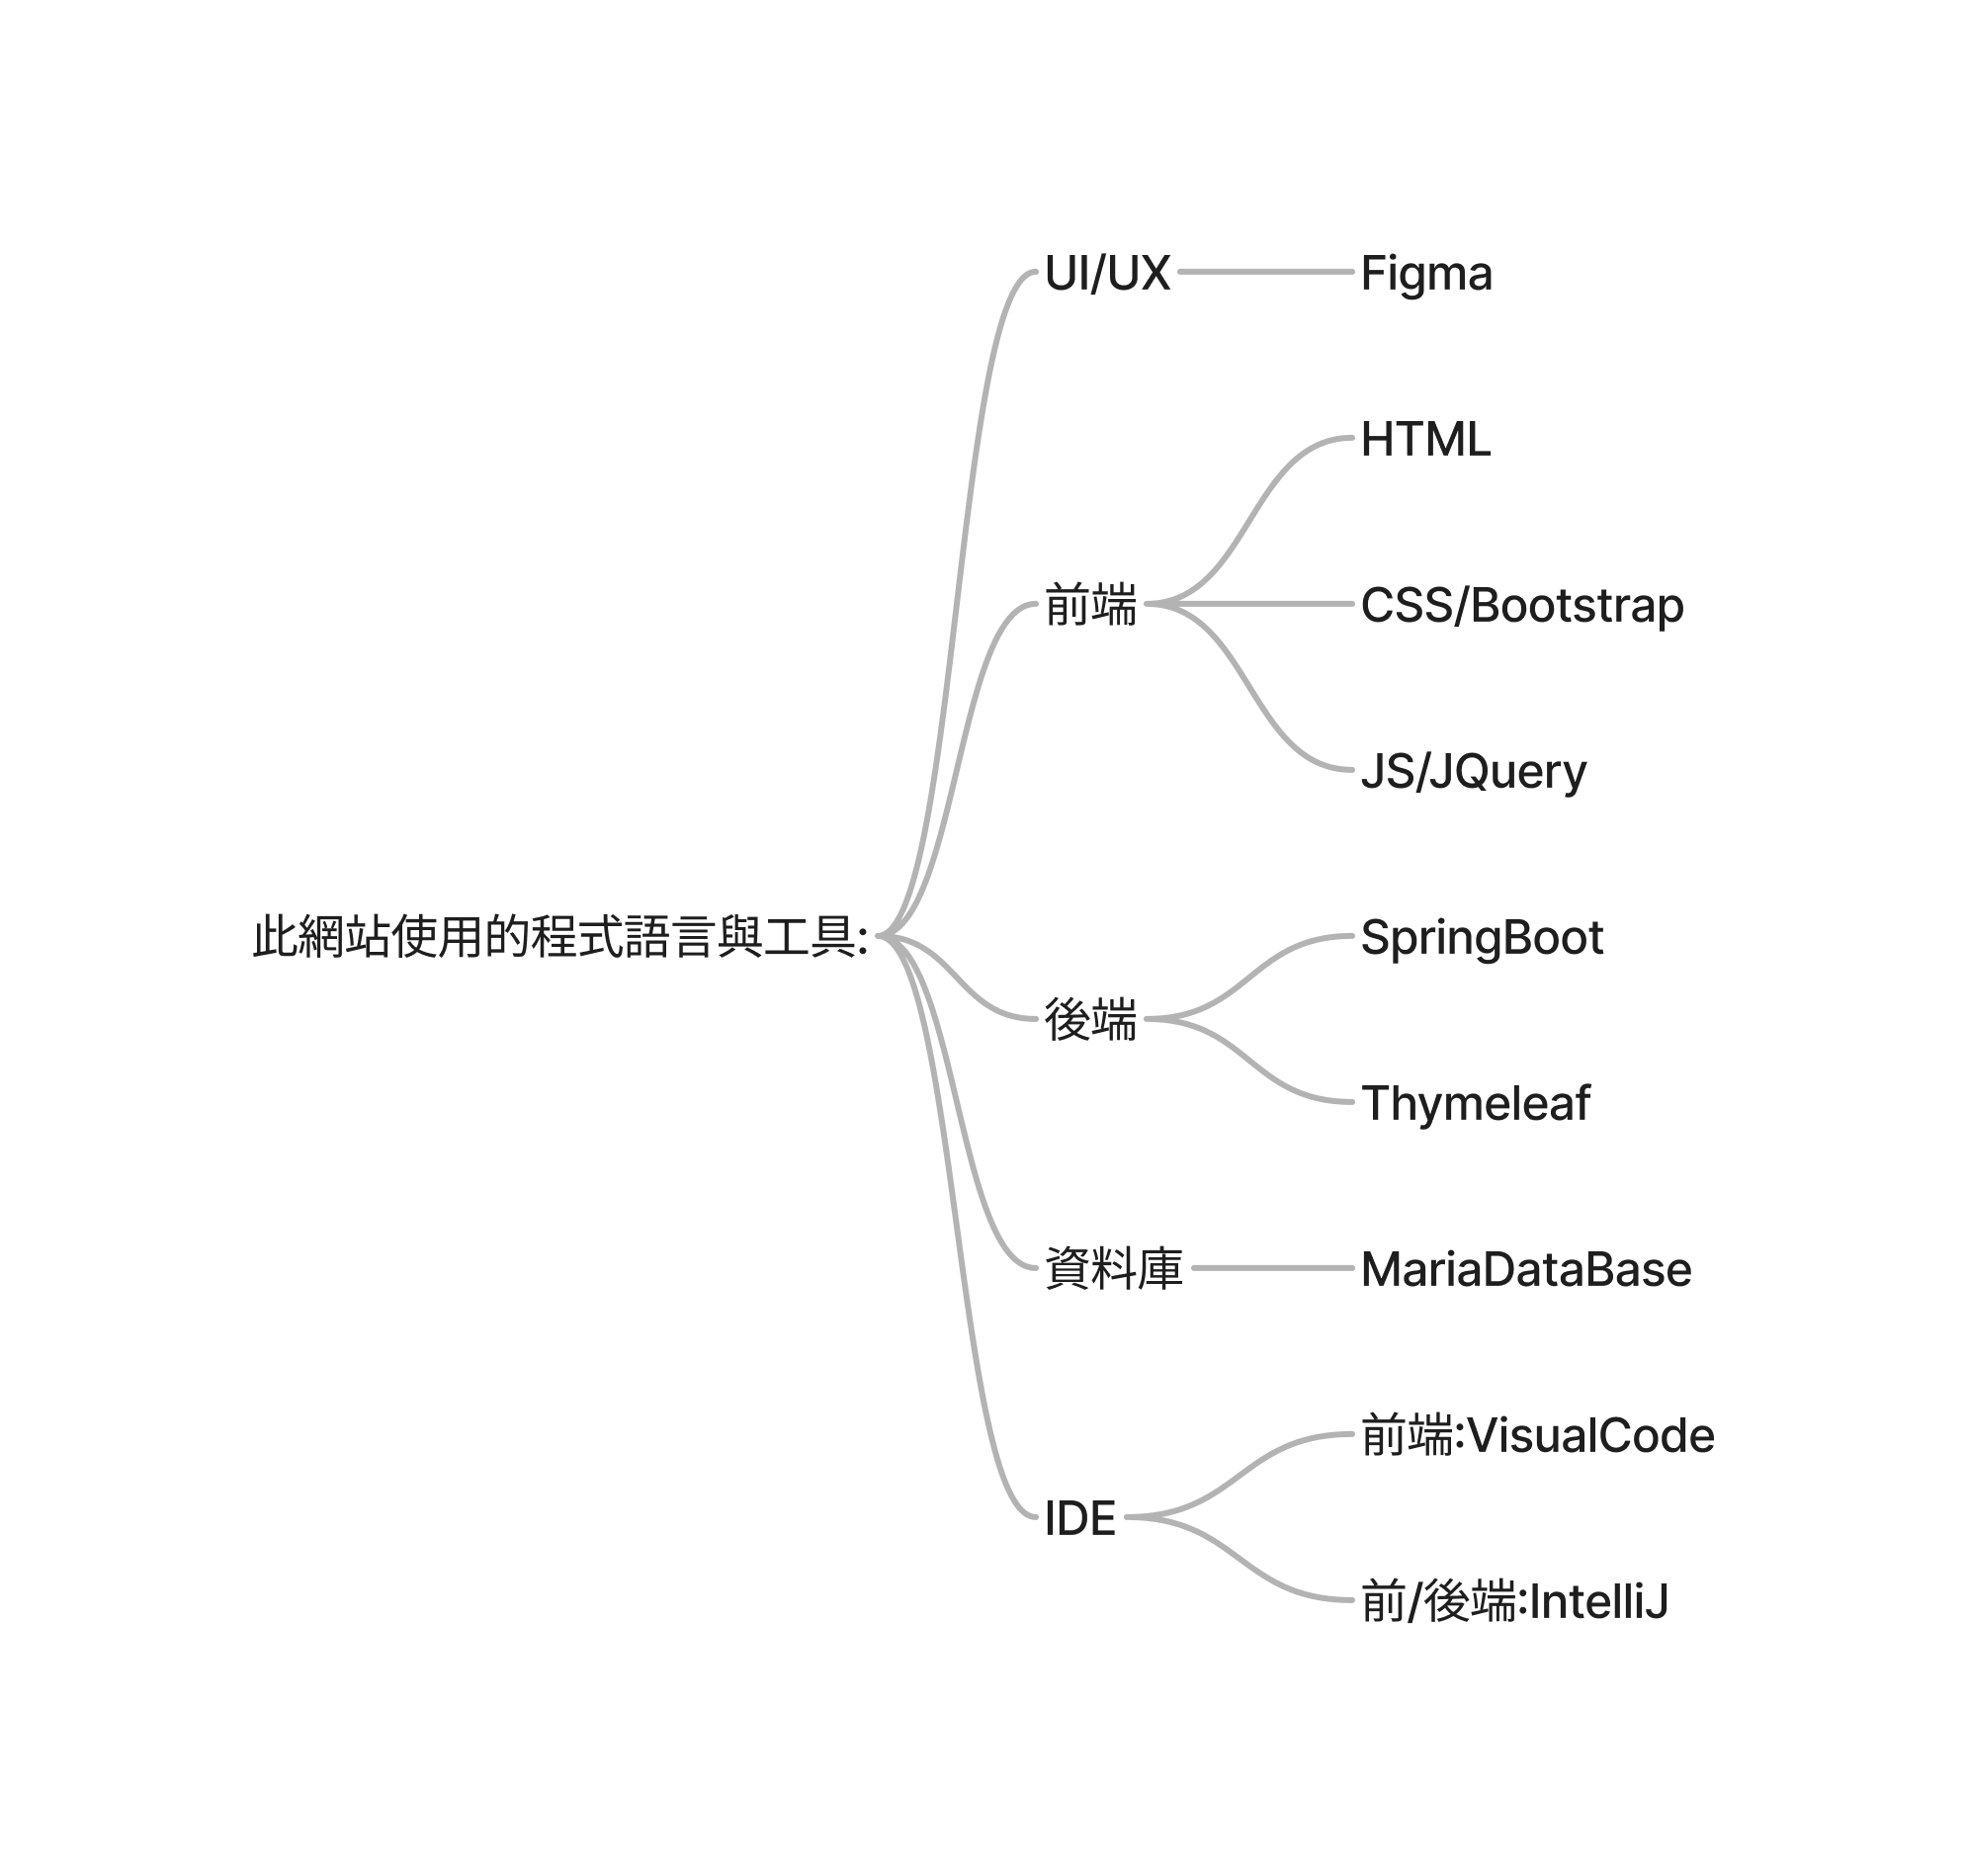 此網站使用的程式語言與工具:
UI/UX
Figma
前端
HTML
CSS/Bootstrap
JS/JQuery
後端
SpringBoot
Thymeleaf
資料庫
MariaDataBase
IDE
前端:VisualCode
前/後端:IntelliJ